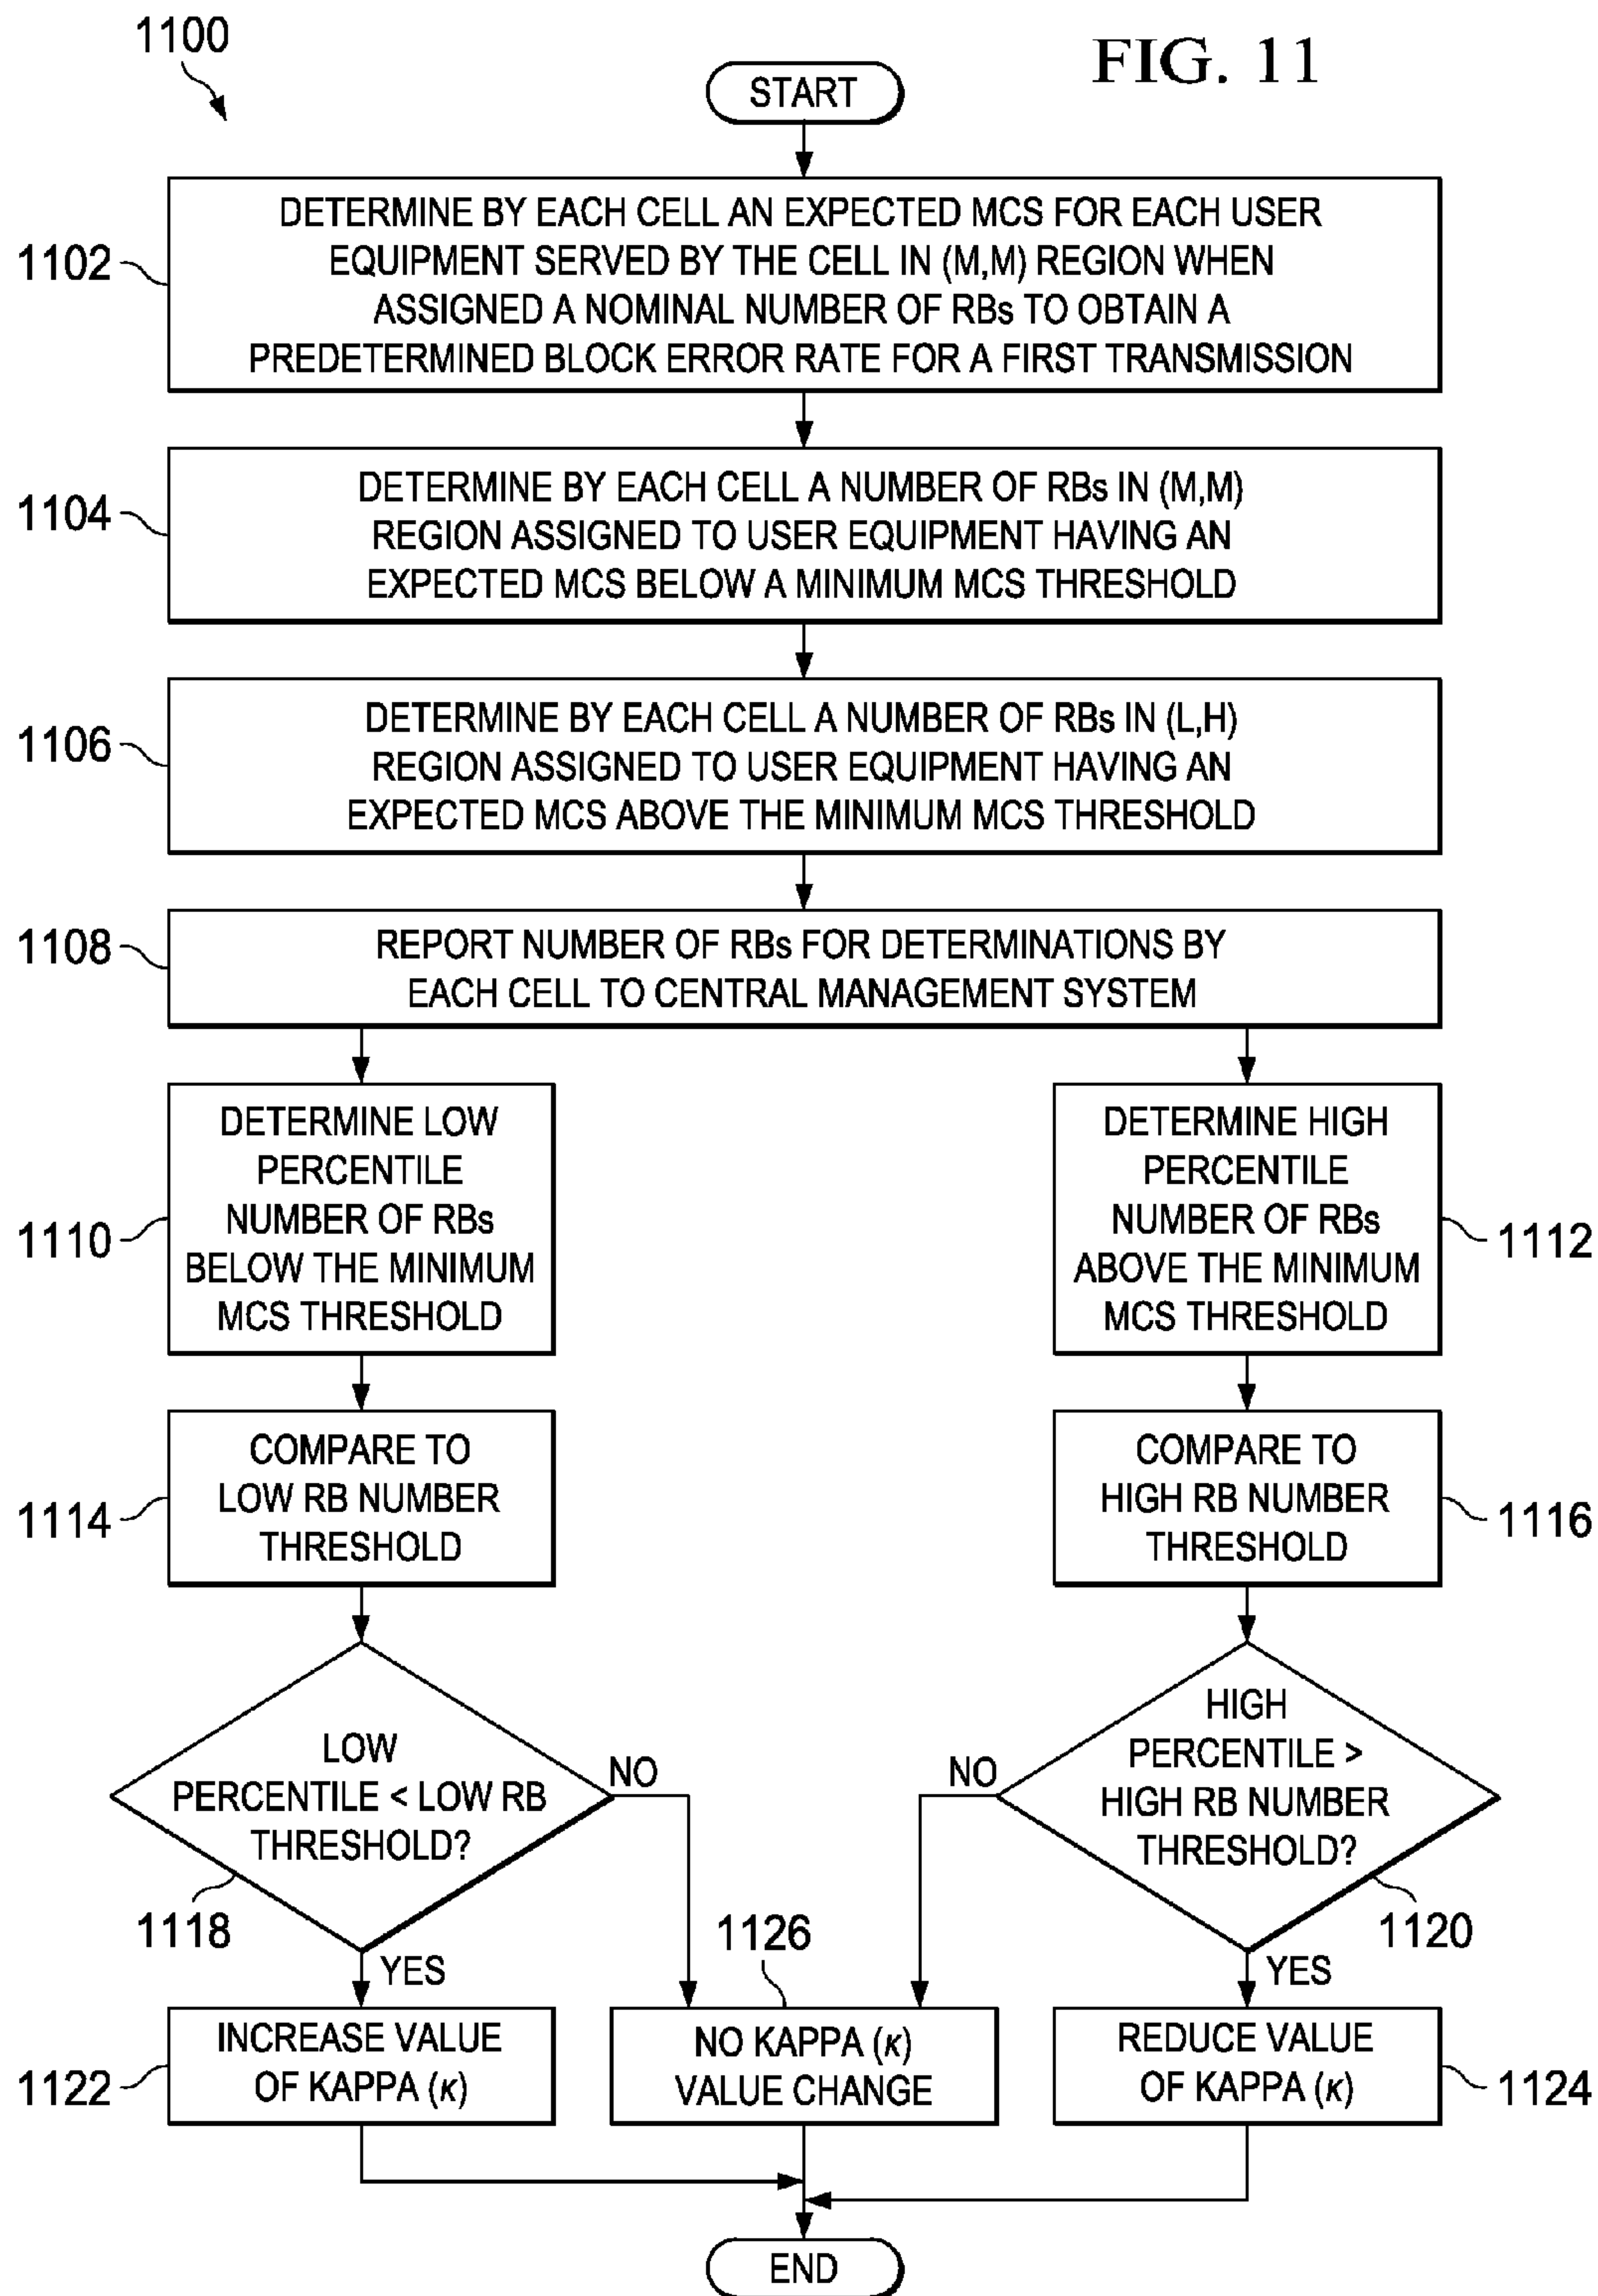 1100
FIG. 11
START
1102
DETERMINE BY EACH CELL AN EXPECTED MCS FOR EACH USER
EQUIPMENT SERVED BY THE CELL IN (M,M) REGION WHEN
ASSIGNED A NOMINAL NUMBER OF RBs TO OBTAIN A
PREDETERMINED BLOCK ERROR RATE FOR A FIRST TRANSMISSION
1104
DETERMINE BY EACH CELL A NUMBER OF RBs IN (M,M)
REGION ASSIGNED TO USER EQUIPMENT HAVING AN
EXPECTED MCS BELOW A MINIMUM MCS THRESHOLD
1106
DETERMINE BY EACH CELL A NUMBER OF RBs IN (L,H)
REGION ASSIGNED TO USER EQUIPMENT HAVING AN
EXPECTED MCS ABOVE THE MINIMUM MCS THRESHOLD
1108
REPORT NUMBER OF RBs FOR DETERMINATIONS BY
EACH CELL TO CENTRAL MANAGEMENT SYSTEM
1110
DETERMINE LOW
PERCENTILE
NUMBER OF RBs
BELOW THE MINIMUM
MCS THRESHOLD
DETERMINE HIGH
PERCENTILE
NUMBER OF RBs
ABOVE THE MINIMUM
MCS THRESHOLD
1112
1114
COMPARE TO
LOW RB NUMBER
THRESHOLD
COMPARE TO
HIGH RB NUMBER
THRESHOLD
1116
LOW
PERCENTILE < LOW RB
THRESHOLD?
NO
1118
YES
HIGH
PERCENTILE >
HIGH RB NUMBER
THRESHOLD?
NO
1120
YES
1126
1122
INCREASE VALUE
OF KAPPA (κ)
NO KAPPA (κ)
VALUE CHANGE
REDUCE VALUE
OF KAPPA (κ)
1124
END